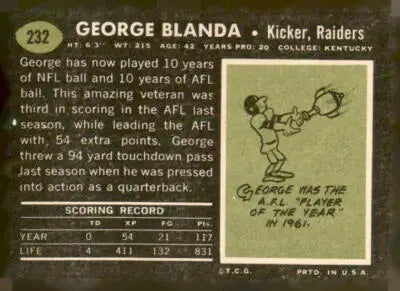 232 GEORGE BLANDA • Kicker, Raiders
HT: 6'3" WT: 215 AGE: 42 YEARS PRO: 20 COLLEGE: KENTUCKY
George has now played 10 years
of NFL ball and 10 years of AFL
ball. This amazing veteran was
third in scoring in the AFL last
season, while leading the AFL
with 54 extra points. George
threw a 94 yard touchdown pass
last season when he was pressed
into action as a quarterback.
SCORING RECORD
TD XP FG Pts.
YEAR 0 54 21 117
LIFE 4 411 132 831
GEORGE WAS THE
A.F.L. "PLAYER
OF THE YEAR"
IN 1961.
©T.C.G. PRTD. IN U.S.A.